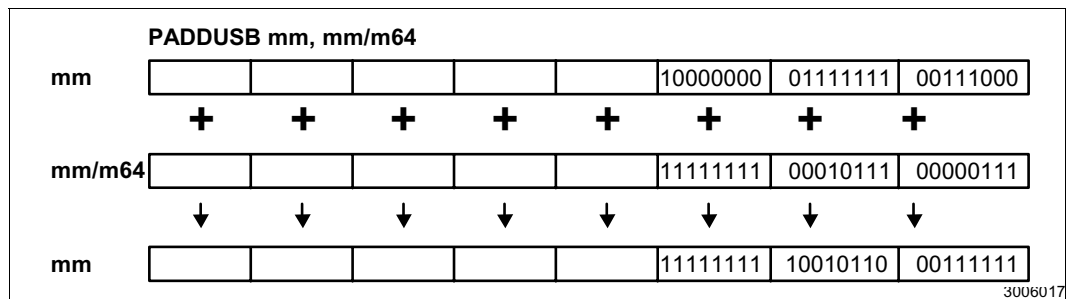 PADDUSB mm, mm/m64
mm 10000000 01111111 00111000
+ + + + + + + +
mm/m64 11111111 00010111 00000111
mm 11111111 10010110 00111111
3006017